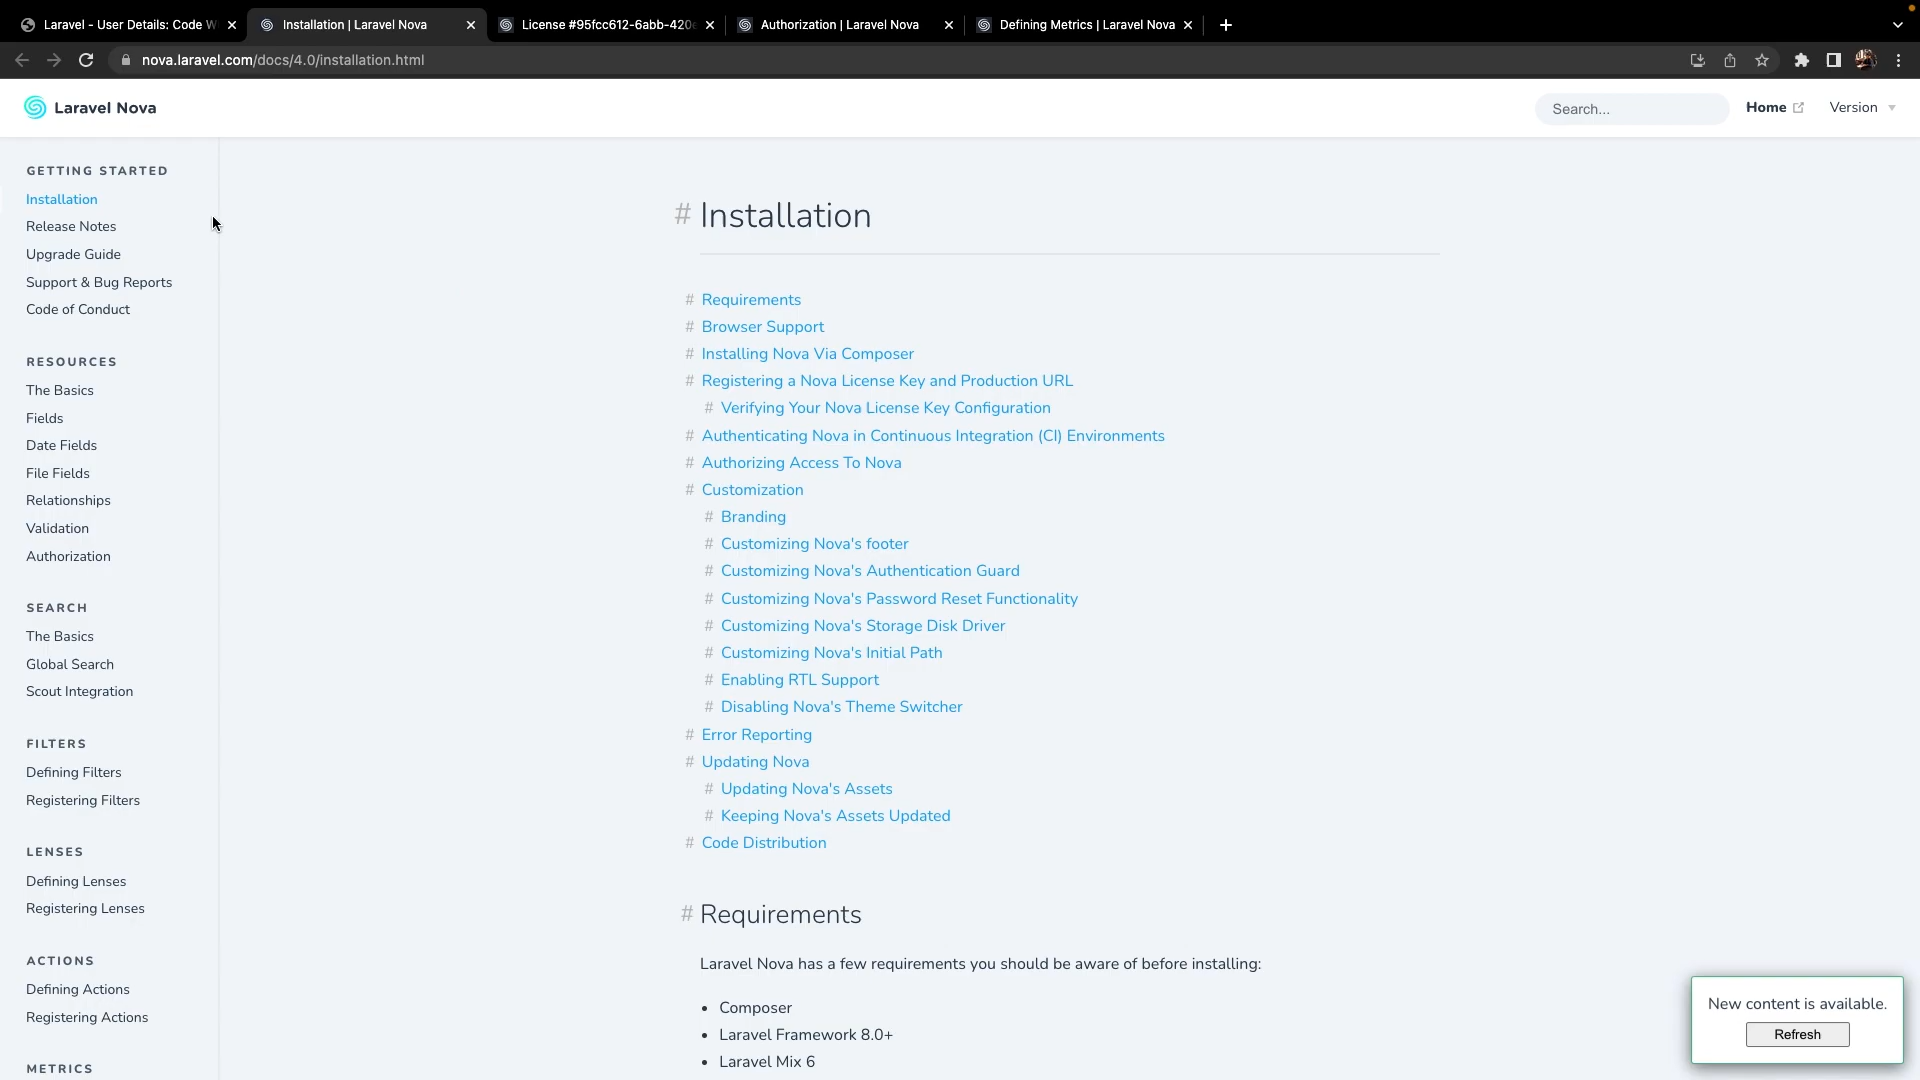 Laravel - User Details: Code W
Installation | Laravel Nova
License #95fcc612-6abb-420
Authorization | Laravel Nova
Defining Metrics | Laravel Nova
nova.laravel.com/docs/4.0/installation.html
Laravel Nova
Search...
Home
Version
GETTING STARTED
Installation
Release Notes
Upgrade Guide
Support & Bug Reports
Code of Conduct
RESOURCES
The Basics
Fields
Date Fields
File Fields
Relationships
Validation
Authorization
SEARCH
The Basics
Global Search
Scout Integration
FILTERS
Defining Filters
Registering Filters
LENSES
Defining Lenses
Registering Lenses
ACTIONS
Defining Actions
Registering Actions
METRICS
# Installation
# Requirements
# Browser Support
# Installing Nova Via Composer
# Registering a Nova License Key and Production URL
# Verifying Your Nova License Key Configuration
# Authenticating Nova in Continuous Integration (CI) Environments
# Authorizing Access To Nova
# Customization
# Branding
# Customizing Nova's footer
# Customizing Nova's Authentication Guard
# Customizing Nova's Password Reset Functionality
# Customizing Nova's Storage Disk Driver
# Customizing Nova's Initial Path
# Enabling RTL Support
# Disabling Nova's Theme Switcher
# Error Reporting
# Updating Nova
# Updating Nova's Assets
# Keeping Nova's Assets Updated
# Code Distribution
# Requirements
Laravel Nova has a few requirements you should be aware of before installing:
• Composer
• Laravel Framework 8.0+
• Laravel Mix 6
New content is available.
Refresh